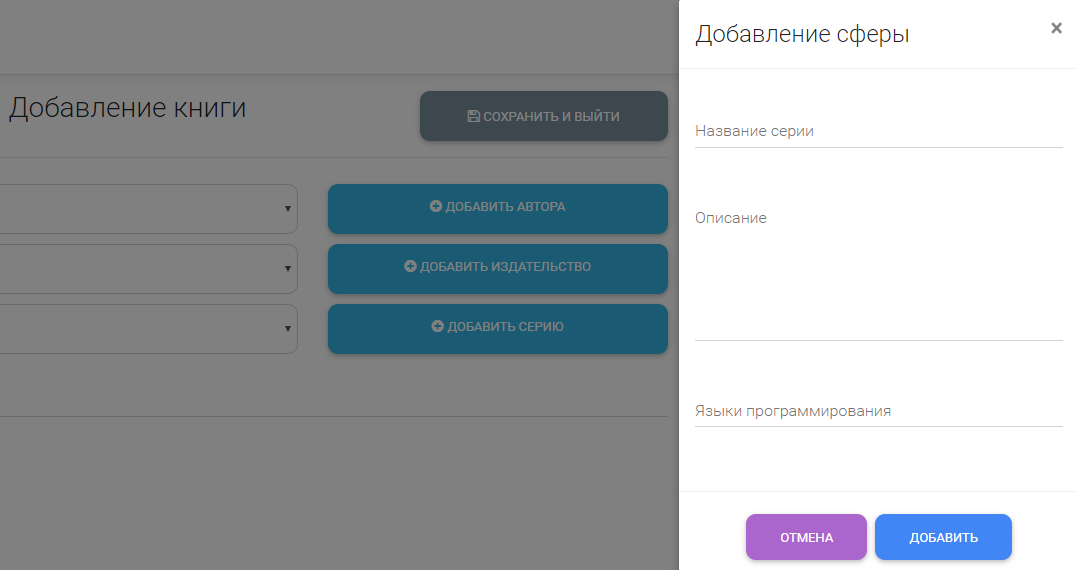 Добавление книги
СОХРАНИТЬ И ВЫЙТИ
ДОБАВИТЬ АВТОРА
ДОБАВИТЬ ИЗДАТЕЛЬСТВО
ДОБАВИТЬ СЕРИЮ
Добавление сферы
×
Название серии
Описание
Языки программирования
ОТМЕНА
ДОБАВИТЬ